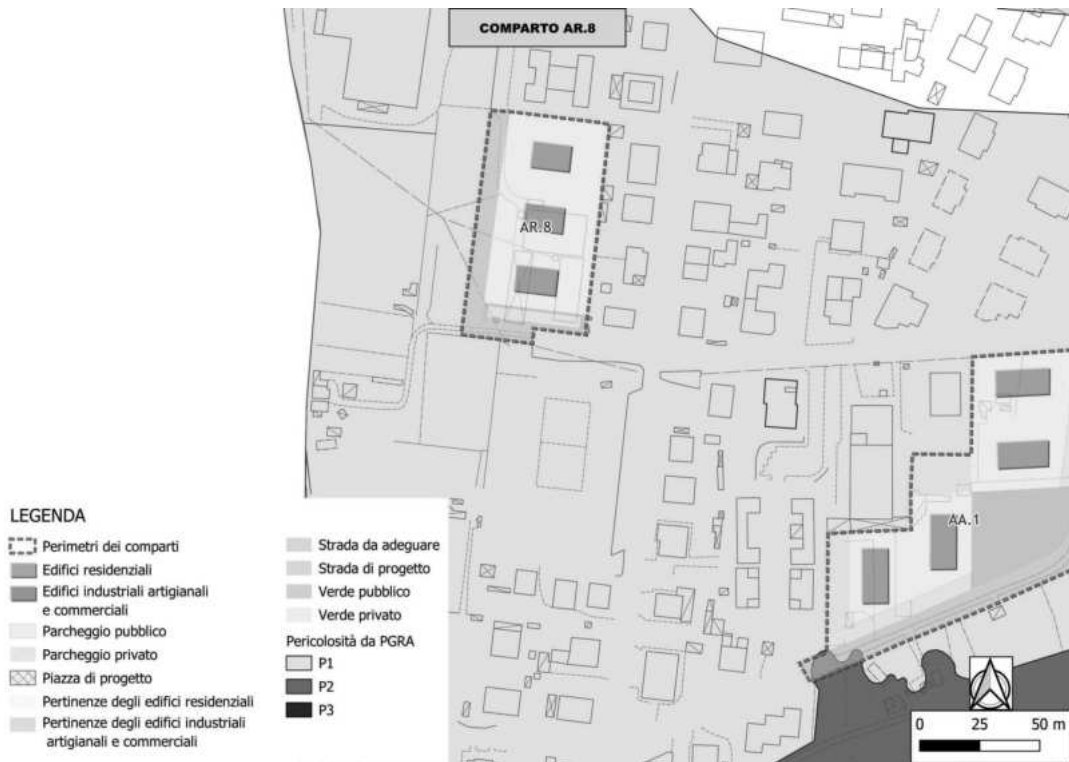 COMPARTO AR.8
AR.8
AA.1
LEGENDA
Perimetri dei comparti
Edifici residenziali
Edifici industriali artigianali
e commerciali
Parcheggio pubblico
Parcheggio privato
Piazza di progetto
Pertinenze degli edifici residenziali
Pertinenze degli edifici industriali
artigianali e commerciali
Strada da adeguare
Strada di progetto
Verde pubblico
Verde privato
Pericolosità da PGRA
P1
P2
P3
0 25 50 m